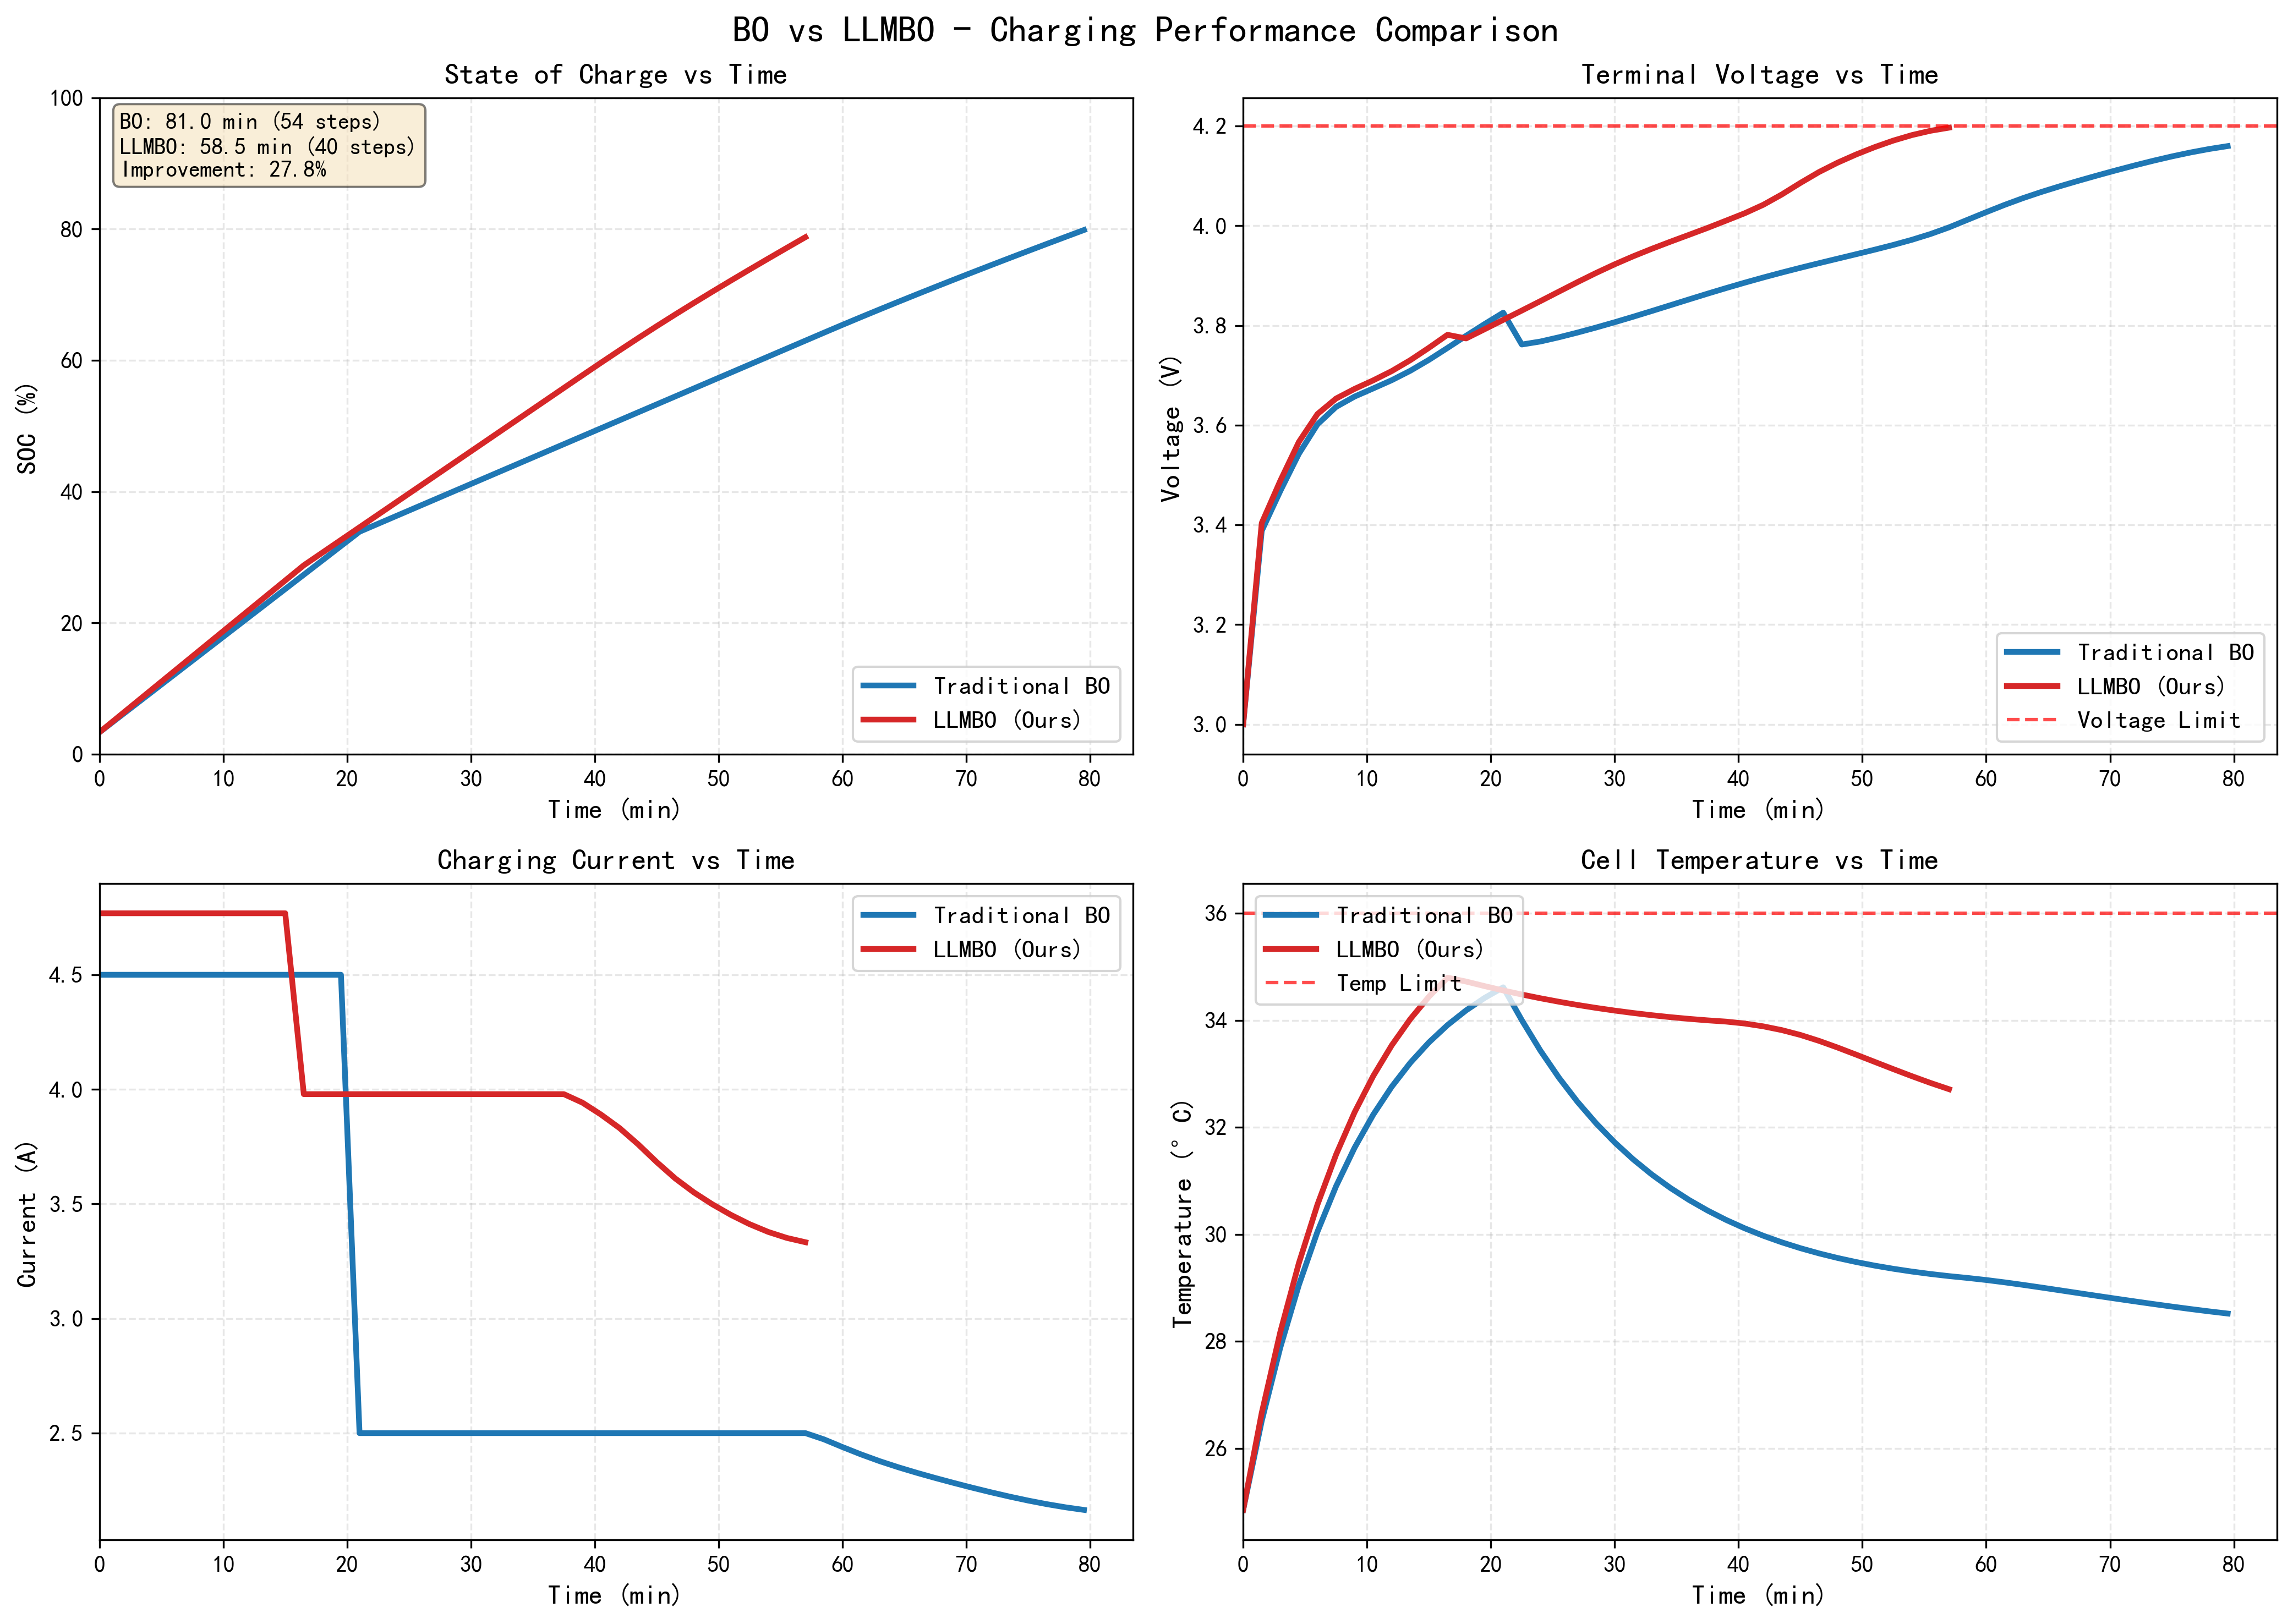 BO vs LLMBO - Charging Performance Comparison
State of Charge vs Time
BO: 81.0 min (54 steps)
LLMBO: 58.5 min (40 steps)
Improvement: 27.8%
SOC (%)
100
80
60
40
20
0
0 10 20 30 40 50 60 70 80
Time (min)
Traditional BO
LLMBO (Ours)
Terminal Voltage vs Time
Voltage (V)
4.2
4.0
3.8
3.6
3.4
3.2
3.0
0 10 20 30 40 50 60 70 80
Time (min)
Traditional BO
LLMBO (Ours)
Voltage Limit
Charging Current vs Time
Current (A)
4.5
4.0
3.5
3.0
2.5
0 10 20 30 40 50 60 70 80
Time (min)
Traditional BO
LLMBO (Ours)
Cell Temperature vs Time
Temperature (°C)
36
34
32
30
28
26
0 10 20 30 40 50 60 70 80
Time (min)
Traditional BO
LLMBO (Ours)
Temp Limit